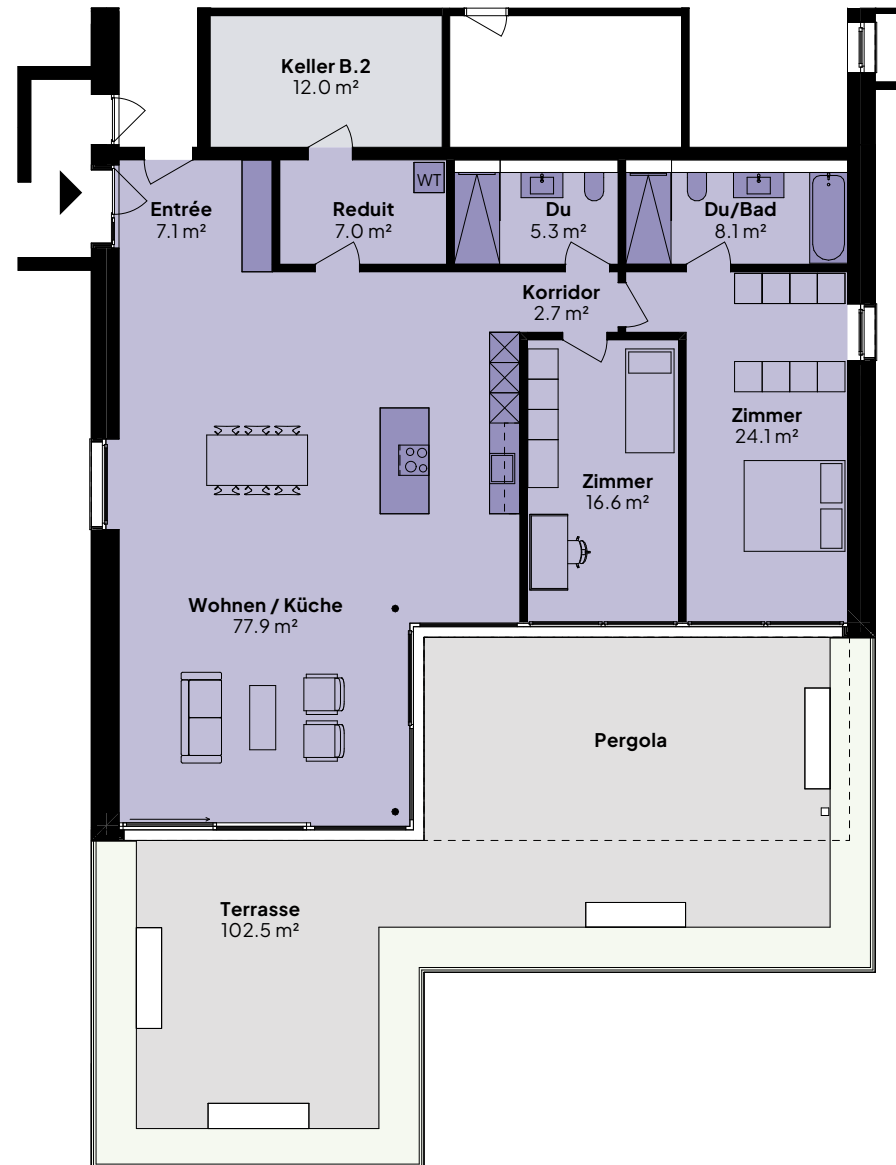 Keller B.2
12.0 m²
WT
Entrée
7.1 m²
Reduit
7.0 m²
Du
5.3 m²
Du/Bad
8.1 m²
Korridor
2.7 m²
Zimmer
24.1 m²
Zimmer
16.6 m²
Wohnen / Küche
77.9 m²
Pergola
Terrasse
102.5 m²